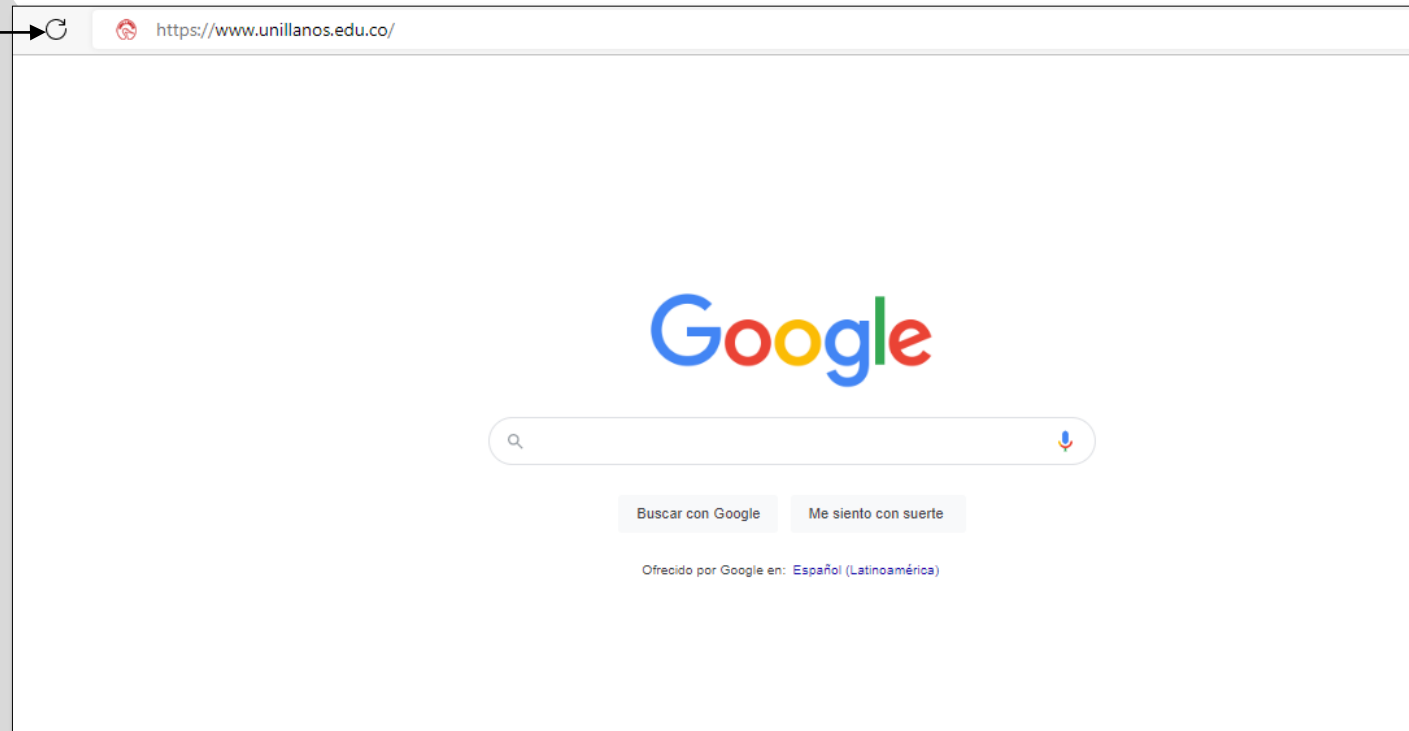 https://www.unillanos.edu.co/
Google
Buscar con Google Me siento con suerte
Ofrecido por Google en: Español (Latinoamérica)